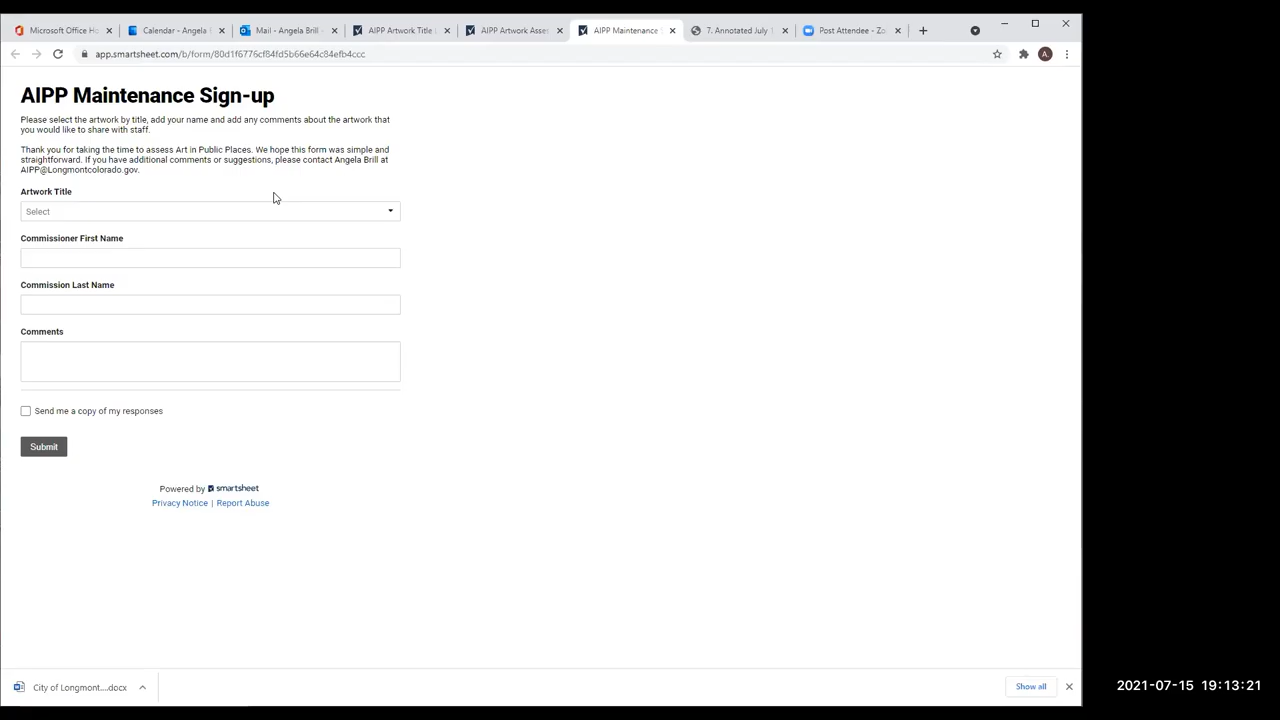 Microsoft Office Ho
Calendar - Angela E
Mail - Angela Brill -
AIPP Artwork Title L
AIPP Artwork Asses
AIPP Maintenance S
7. Annotated July 1
Post Attendee - Zo
app.smartsheet.com/b/form/80d1f6776cf84fd5b66e64c84efb4ccc
A.
AIPP Maintenance Sign-up
Please select the artwork by title, add your name and add any comments about the artwork that
you would like to share with staff.
Thank you for taking the time to assess Art in Public Places. We hope this form was simple and
straightforward. If you have additional comments or suggestions, please contact Angela Brill at
AIPP@Longmontcolorado.gov.
Artwork Title
Select
Commissioner First Name
Commission Last Name
Comments
Send me a copy of my responses
Submit
Powered by smartsheet
Privacy Notice | Report Abuse
City of Longmont....docx
Show all
2021-07-15 19:13:21